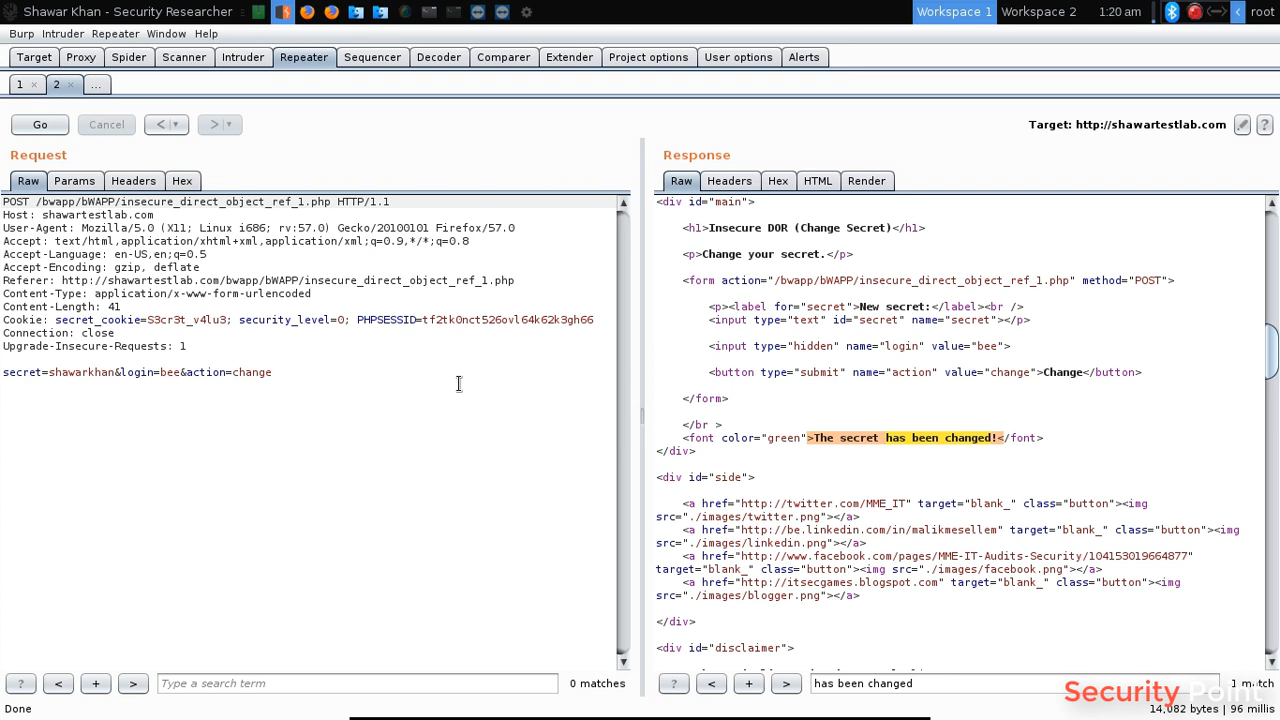 Shawar Khan - Security Researcher
Workspace 1 Workspace 2 1:20 am root
Burp Intruder Repeater Window Help
Target Proxy Spider Scanner Intruder Repeater Sequencer Decoder Comparer Extender Project options User options Alerts
1 × 2 × ...
Go Cancel < > Target: http://shawartestlab.com ?
Request
Raw Params Headers Hex
POST /bwapp/bWAPP/insecure_direct_object_ref_1.php HTTP/1.1
Host: shawartestlab.com
User-Agent: Mozilla/5.0 (X11; Linux i686; rv:57.0) Gecko/20100101 Firefox/57.0
Accept: text/html,application/xhtml+xml,application/xml;q=0.9,*/*;q=0.8
Accept-Language: en-US,en;q=0.5
Accept-Encoding: gzip, deflate
Referer: http://shawartestlab.com/bwapp/bWAPP/insecure_direct_object_ref_1.php
Content-Type: application/x-www-form-urlencoded
Content-Length: 41
Cookie: secret_cookie=S3cr3t_v4lu3; security_level=0; PHPSESSID=tf2tk0nct526ovl64k62k3gh66
Connection: close
Upgrade-Insecure-Requests: 1
secret=shawarkhan&login=bee&action=change
? < + > Type a search term 0 matches
Response
Raw Headers Hex HTML Render
<div id="main">
<h1>Insecure DOR (Change Secret)</h1>
<p>Change your secret.</p>
<form action="/bwapp/bWAPP/insecure_direct_object_ref_1.php" method="POST">
<p><label for="secret">New secret:</label><br />
<input type="text" id="secret" name="secret"></p>
<input type="hidden" name="login" value="bee">
<button type="submit" name="action" value="change">Change</button>
</form>
</br >
<font color="green">The secret has been changed!</font>
</div>
<div id="side">
<a href="http://twitter.com/MME_IT" target="blank_" class="button"><img
src="./images/twitter.png"></a>
<a href="http://be.linkedin.com/in/malikmesellem" target="blank_" class="button"><img
src="./images/linkedin.png"></a>
<a href="http://www.facebook.com/pages/MME-IT-Audits-Security/104153019664877"
target="blank_" class="button"><img src="./images/facebook.png"></a>
<a href="http://itsecgames.blogspot.com" target="blank_" class="button"><img
src="./images/blogger.png"></a>
</div>
<div id="disclaimer">
? < + > has been changed 1 match
Security Point
Done 14,082 bytes | 96 millis